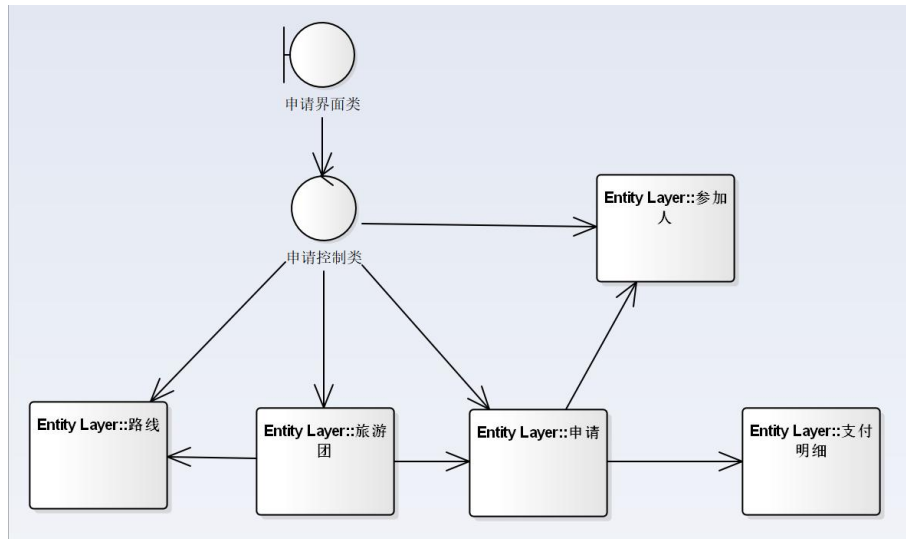 申请界面类
申请控制类
Entity Layer::参加
人
Entity Layer::路线
Entity Layer::旅游
团
Entity Layer::申请
Entity Layer::支付
明细